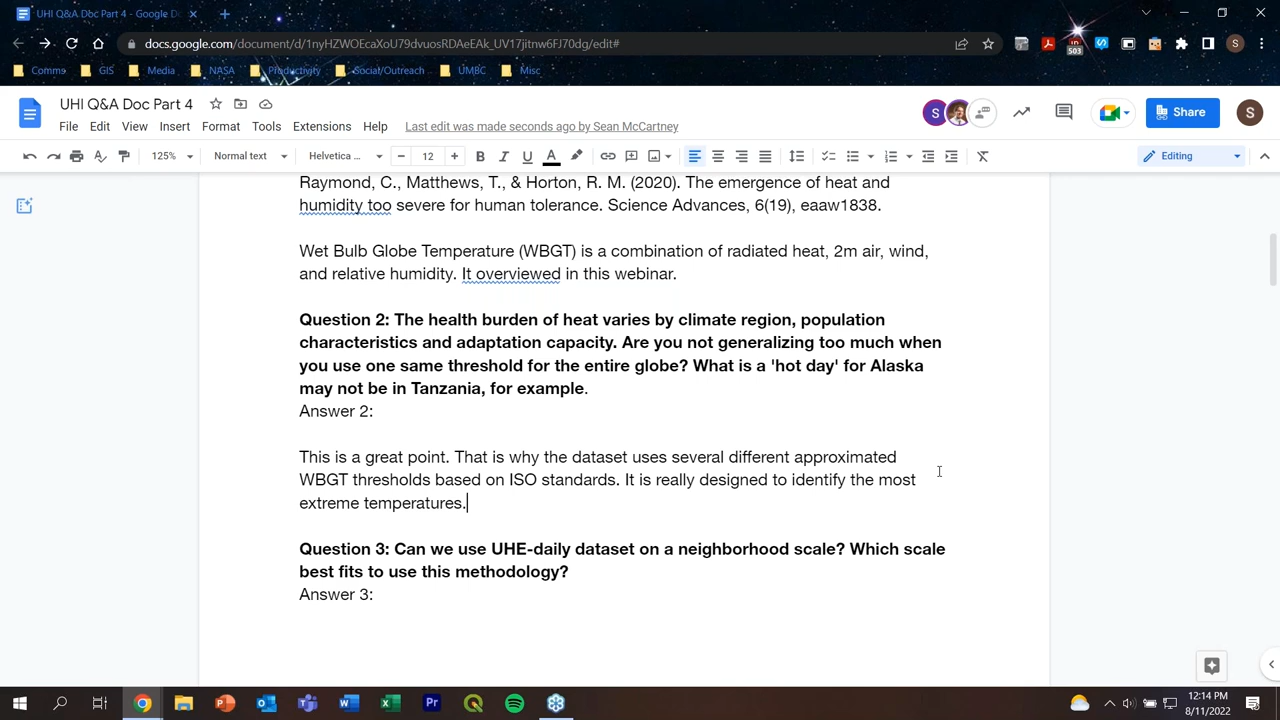 UHI Q&A Doc Part 4 - Google Do
docs.google.com/document/d/1nyHZWOEcaXoU79dvuosRDAeEAk_UV17jitnw6FJ70dg/edit#
503
S
Comms GIS Media NASA Productivity Social/Outreach UMBC Misc
UHI Q&A Doc Part 4
S Share S
File Edit View Insert Format Tools Extensions Help Last edit was made seconds ago by Sean McCartney
125% Normal text Helvetica ... 12 B I U A Editing
Raymond, C., Matthews, T., & Horton, R. M. (2020). The emergence of heat and
humidity too severe for human tolerance. Science Advances, 6(19), eaaw1838.
Wet Bulb Globe Temperature (WBGT) is a combination of radiated heat, 2m air, wind,
and relative humidity. It overviewed in this webinar.
Question 2: The health burden of heat varies by climate region, population
characteristics and adaptation capacity. Are you not generalizing too much when
you use one same threshold for the entire globe? What is a 'hot day' for Alaska
may not be in Tanzania, for example.
Answer 2:
This is a great point. That is why the dataset uses several different approximated
WBGT thresholds based on ISO standards. It is really designed to identify the most
extreme temperatures.
Question 3: Can we use UHE-daily dataset on a neighborhood scale? Which scale
best fits to use this methodology?
Answer 3:
12:14 PM
8/11/2022